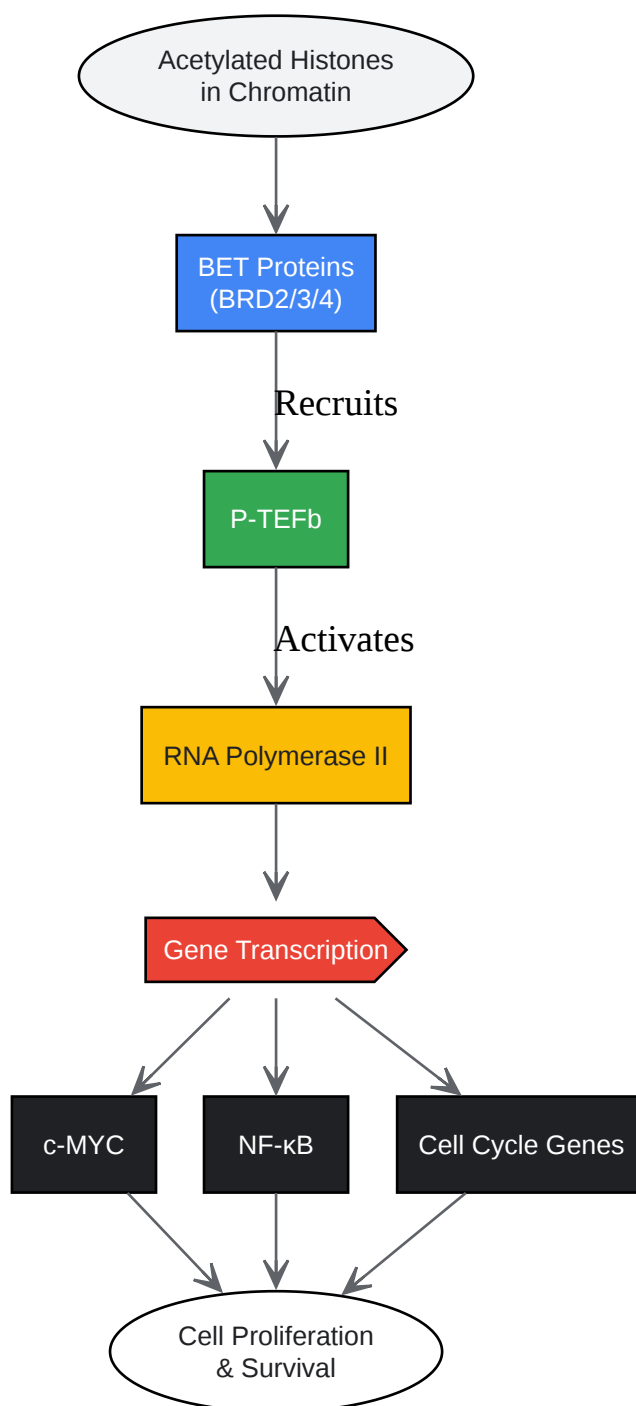 Acetylated Histones
in Chromatin
BET Proteins
(BRD2/3/4)
Recruits
P-TEFb
Activates
RNA Polymerase II
Gene Transcription
c-MYC
NF-κB
Cell Cycle Genes
Cell Proliferation
& Survival